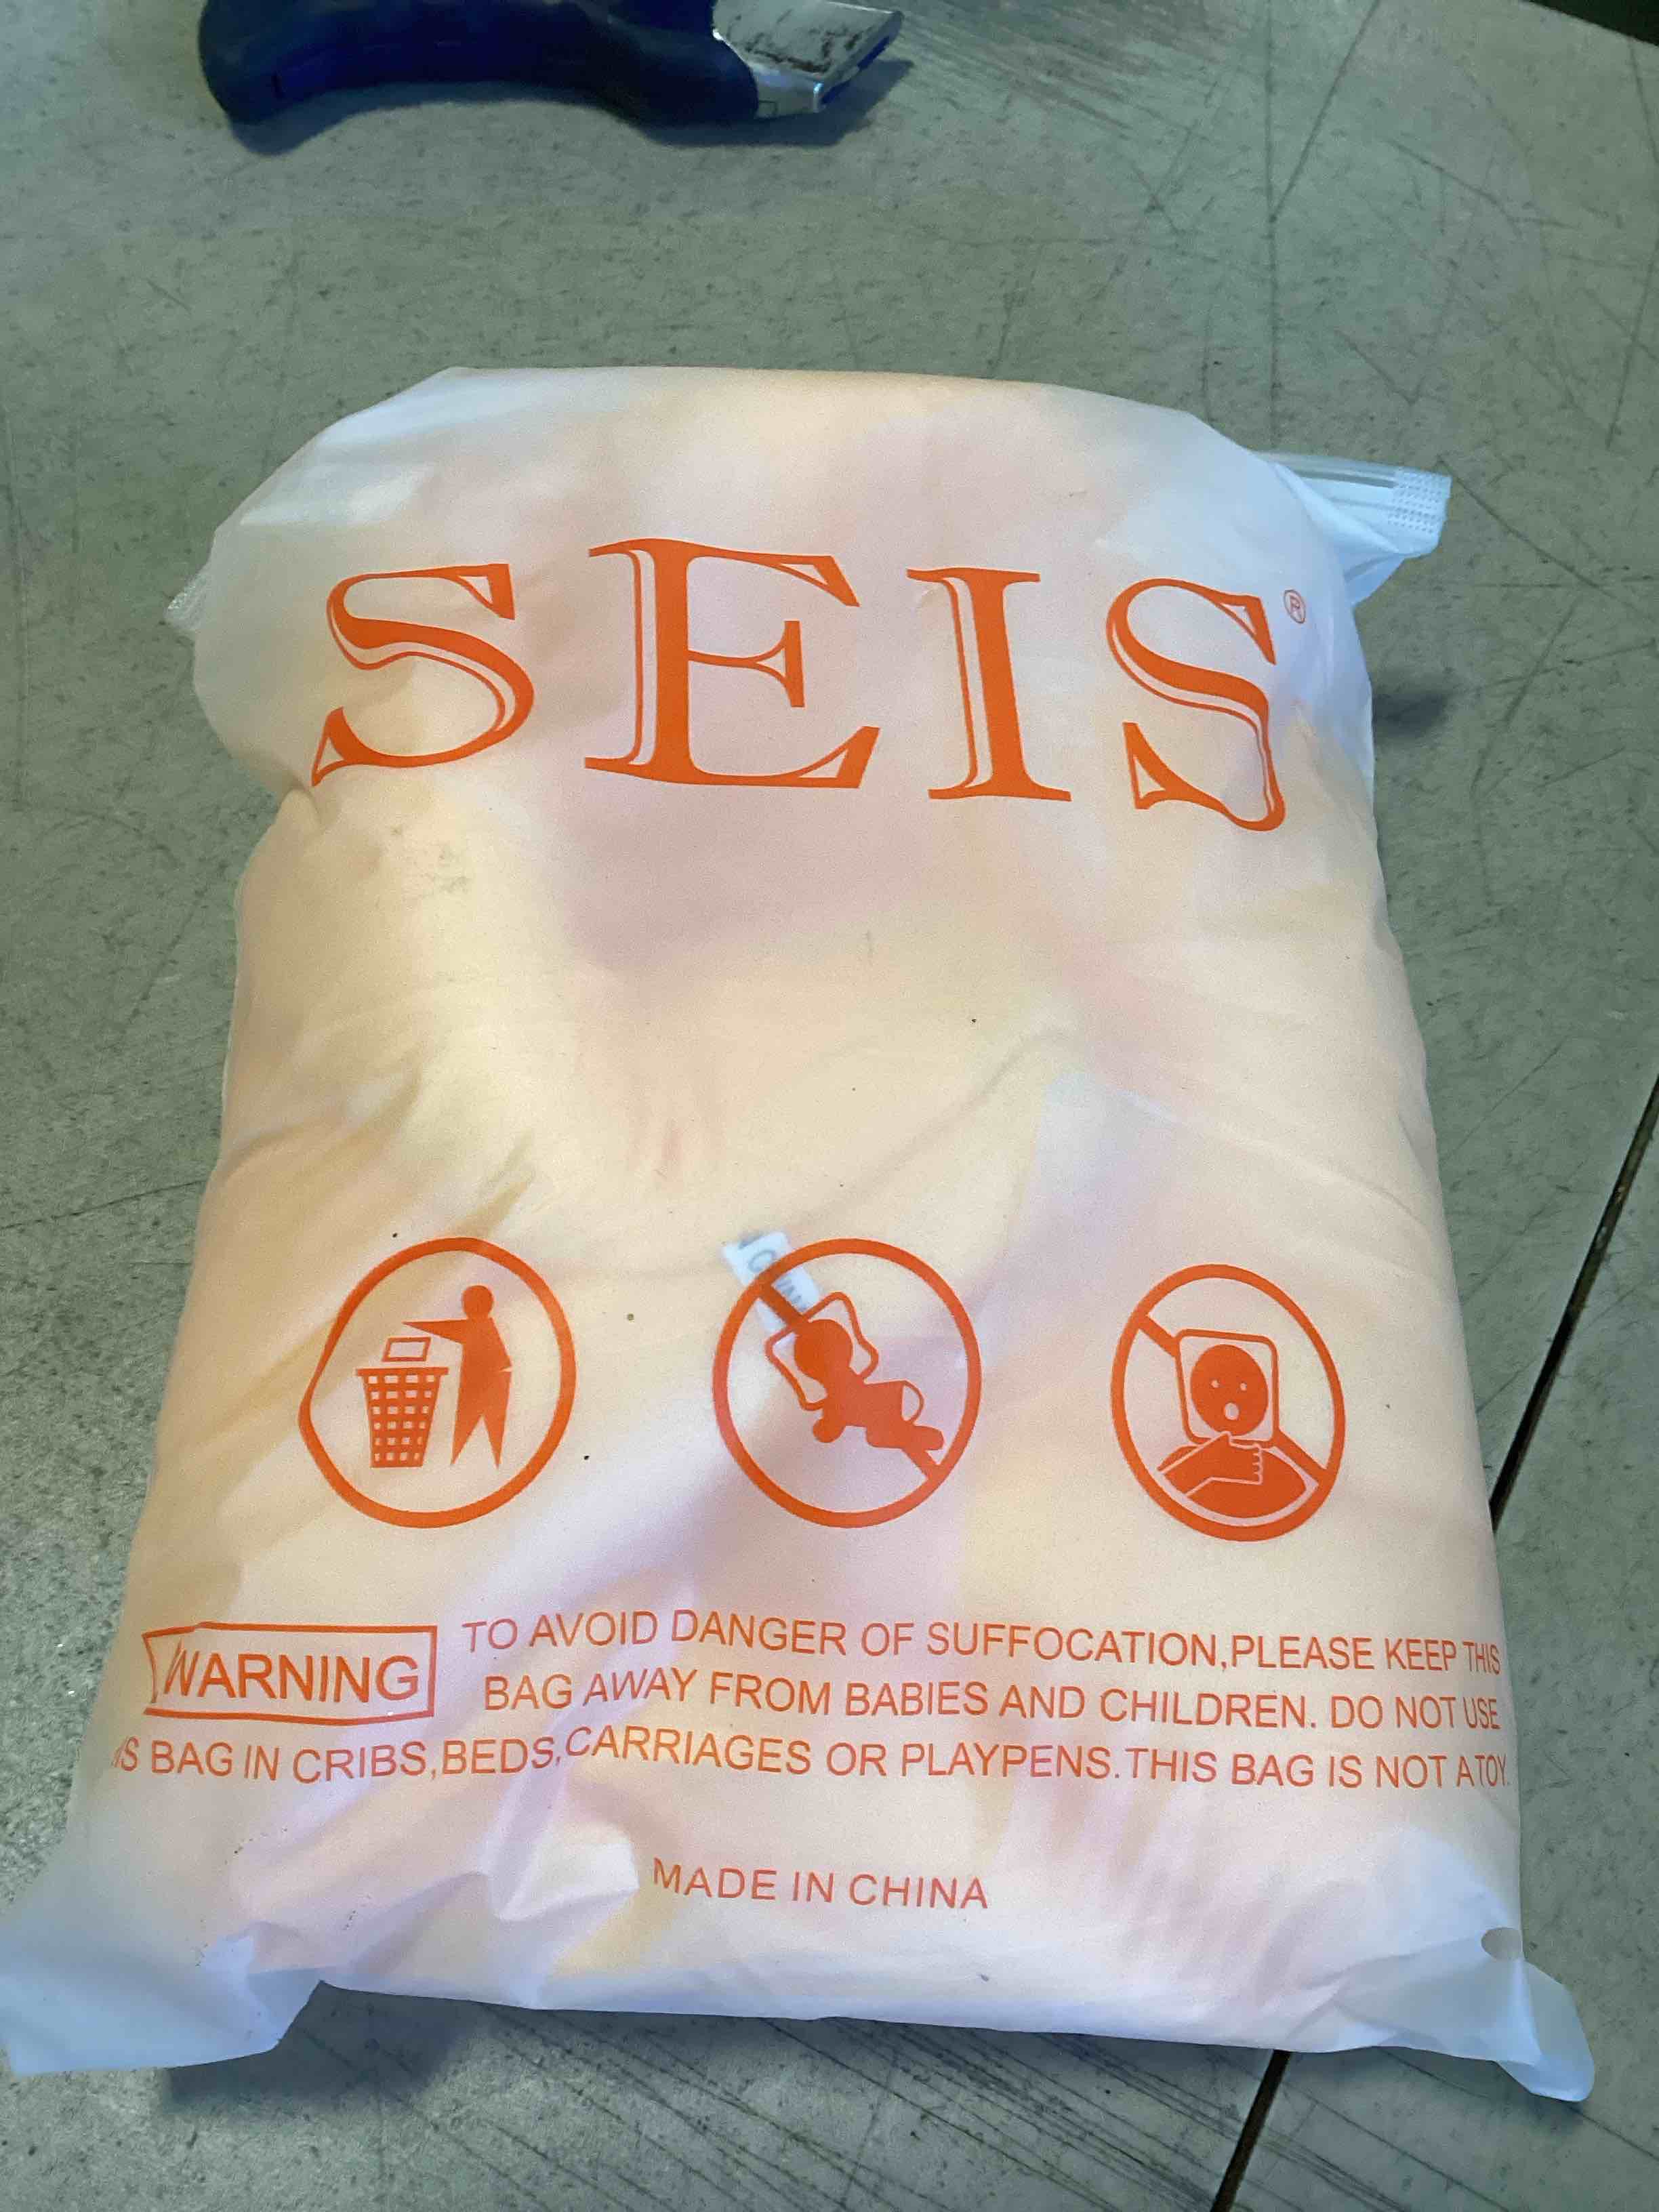 SEIS®
WARNING TO AVOID DANGER OF SUFFOCATION,PLEASE KEEP THIS
BAG AWAY FROM BABIES AND CHILDREN. DO NOT USE
IS BAG IN CRIBS,BEDS,CARRIAGES OR PLAYPENS.THIS BAG IS NOT A TOY.
MADE IN CHINA